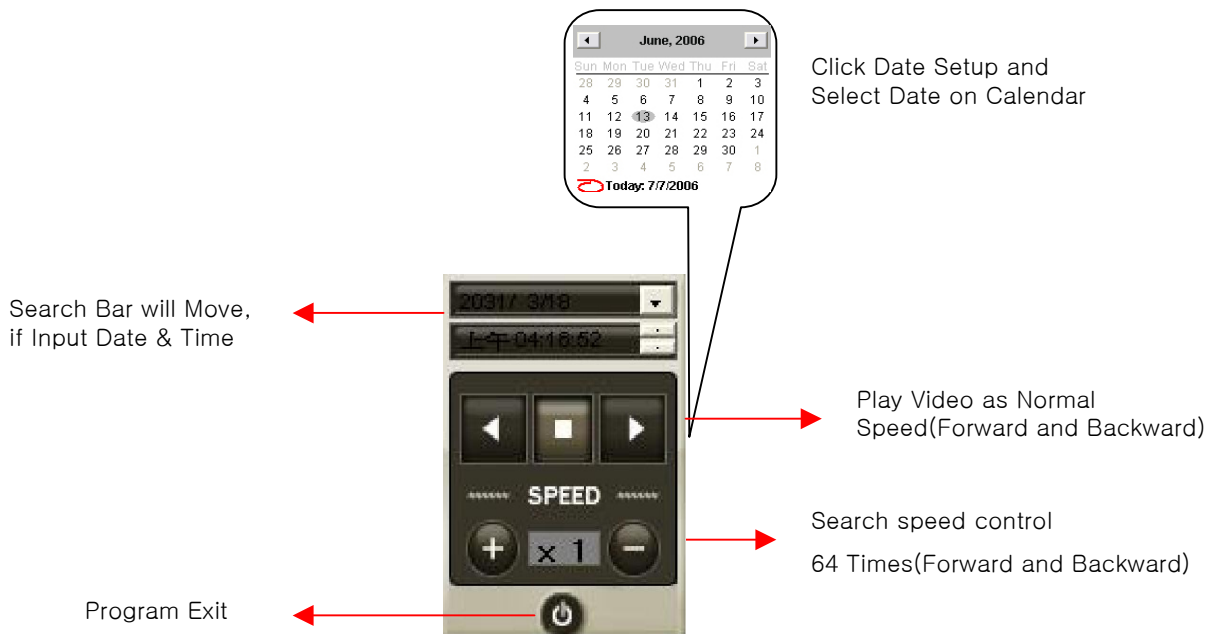 June, 2006
Sun Mon Tue Wed Thu Fri Sat
28 29 30 31 1 2 3
4 5 6 7 8 9 10
11 12 13 14 15 16 17
18 19 20 21 22 23 24
25 26 27 28 29 30 1
2 3 4 5 6 7 8
Today: 7/7/2006
Click Date Setup and
Select Date on Calendar
Search Bar will Move,
if Input Date & Time
2031/ 3/18
上午 04:18:52
Play Video as Normal
Speed(Forward and Backward)
SPEED
+ x 1 -
Search speed control
64 Times(Forward and Backward)
Program Exit